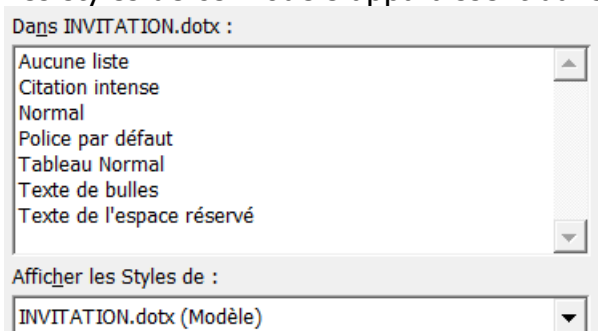 Dans INVITATION.dotx :
Aucune liste
Citation intense
Normal
Police par défaut
Tableau Normal
Texte de bulles
Texte de l'espace réservé
Afficher les Styles de :
INVITATION.dotx (Modèle)